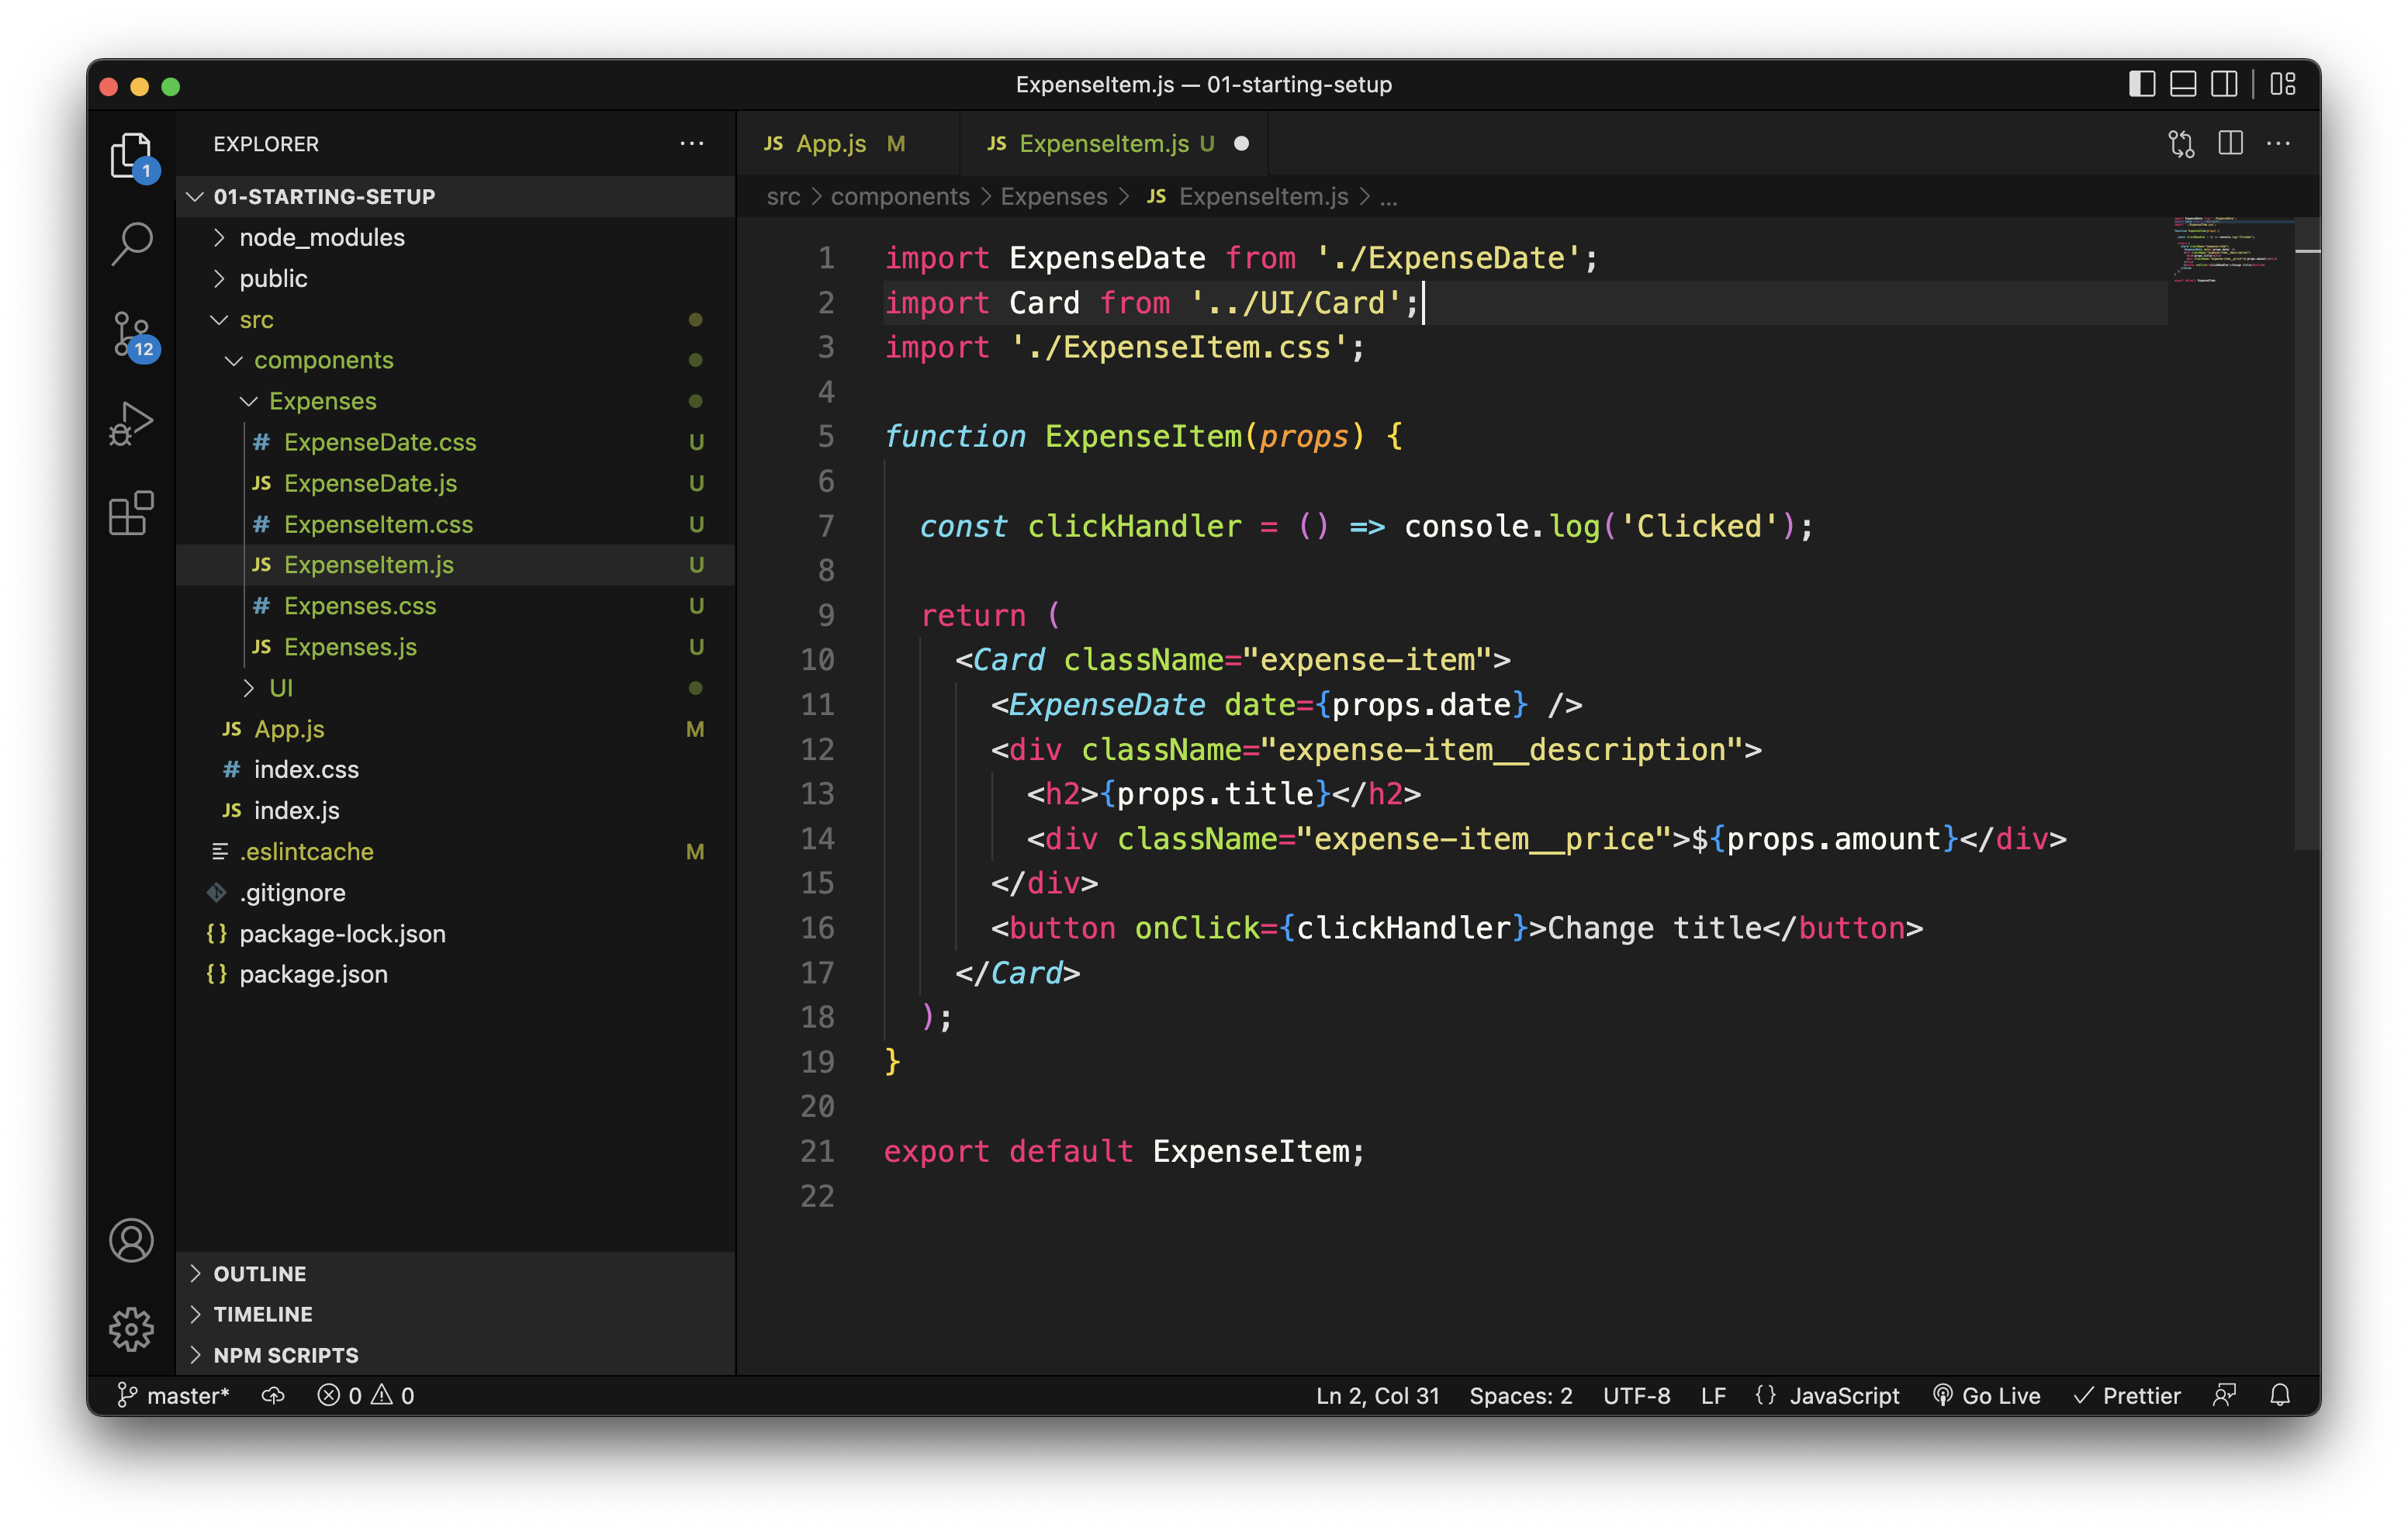 ExpenseItem.js — 01-starting-setup
EXPLORER
1
12
01-STARTING-SETUP
node_modules
public
src
components
Expenses
# ExpenseDate.css U
JS ExpenseDate.js U
# ExpenseItem.css U
JS ExpenseItem.js U
# Expenses.css U
JS Expenses.js U
UI
JS App.js M
# index.css
JS index.js
.eslintcache M
.gitignore
{} package-lock.json
{} package.json
OUTLINE
TIMELINE
NPM SCRIPTS
JS App.js M
JS ExpenseItem.js U
src > components > Expenses > JS ExpenseItem.js > ...
1 import ExpenseDate from './ExpenseDate';
2 import Card from '../UI/Card';
3 import './ExpenseItem.css';
4
5 function ExpenseItem(props) {
6
7 const clickHandler = () => console.log('Clicked');
8
9 return (
10 <Card className="expense-item">
11 <ExpenseDate date={props.date} />
12 <div className="expense-item__description">
13 <h2>{props.title}</h2>
14 <div className="expense-item__price">${props.amount}</div>
15 </div>
16 <button onClick={clickHandler}>Change title</button>
17 </Card>
18 );
19 }
20
21 export default ExpenseItem;
22
master* 0 0 Ln 2, Col 31 Spaces: 2 UTF-8 LF {} JavaScript Go Live Prettier